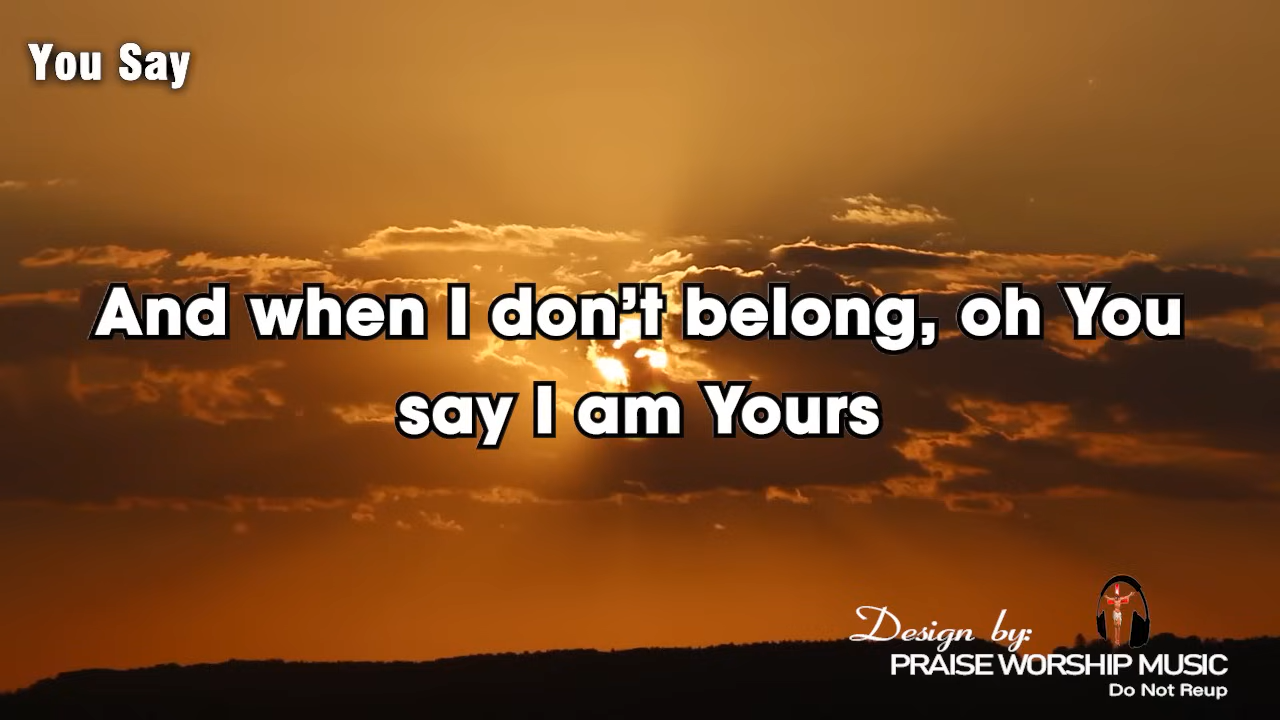 You Say
And when I don't belong, oh You
say I am Yours
Design by:
PRAISE WORSHIP MUSIC
Do Not Reup